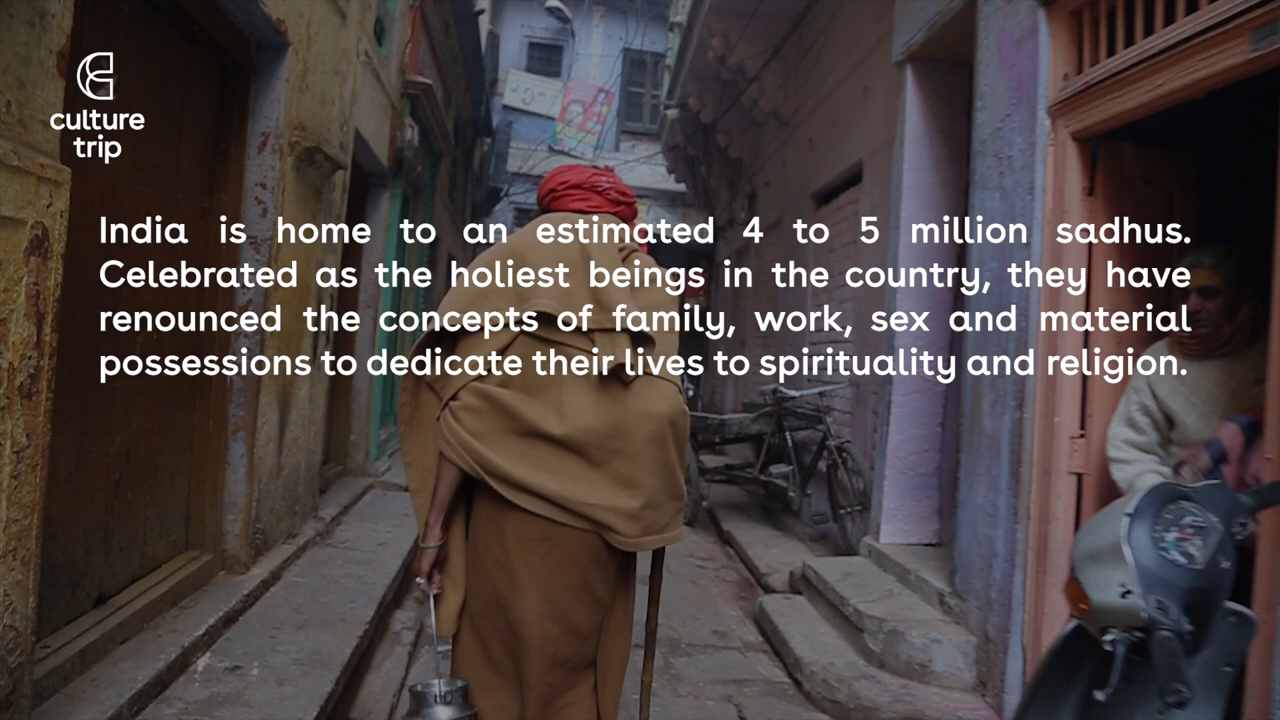 culture
trip
India is home to an estimated 4 to 5 million sadhus.
Celebrated as the holiest beings in the country, they have
renounced the concepts of family, work, sex and material
possessions to dedicate their lives to spirituality and religion.